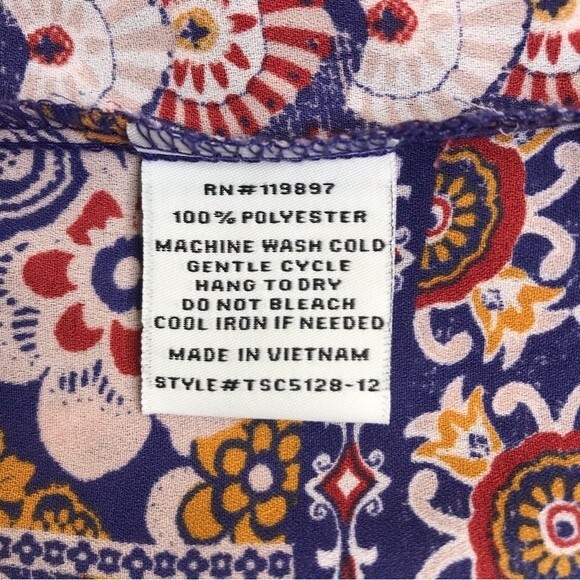 RN#119897
100% POLYESTER
MACHINE WASH COLD
GENTLE CYCLE
HANG TO DRY
DO NOT BLEACH
COOL IRON IF NEEDED
MADE IN VIETNAM
STYLE#TSC5128-12